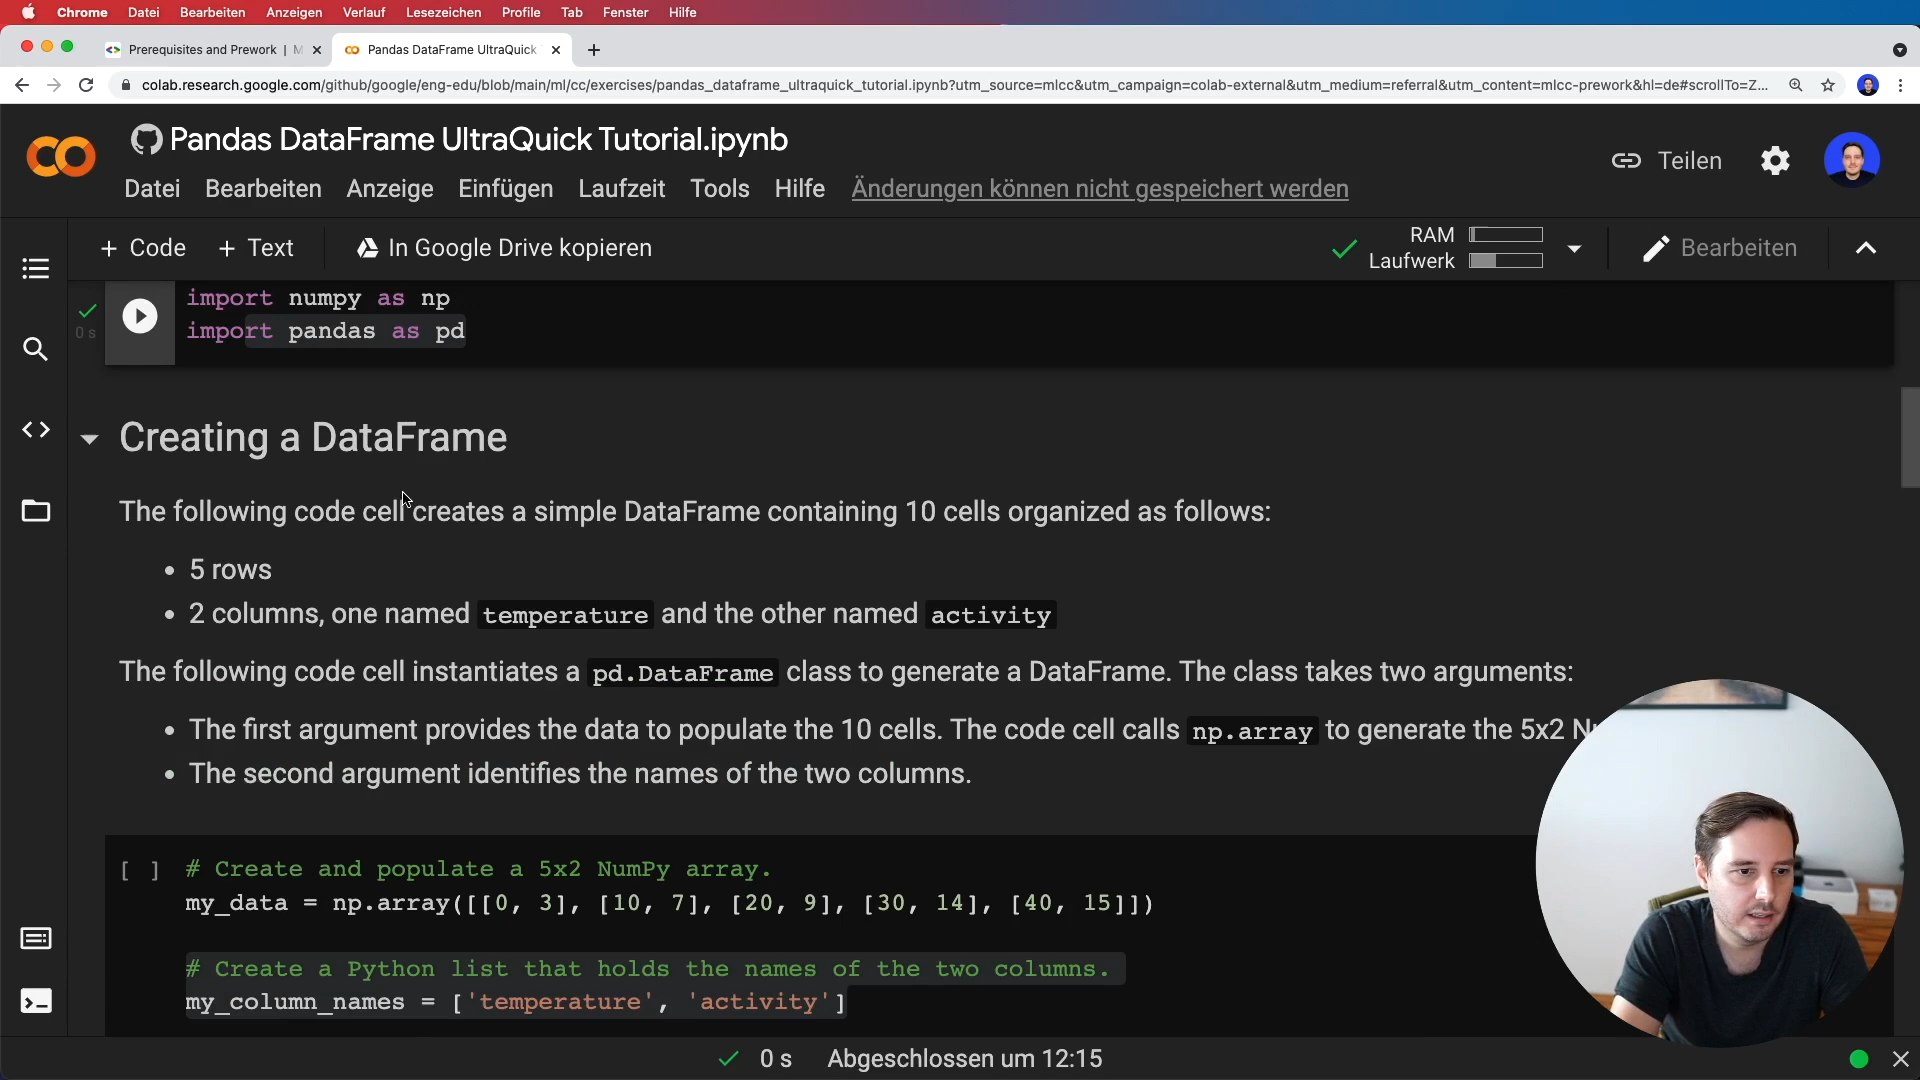 Chrome Datei Bearbeiten Anzeigen Verlauf Lesezeichen Profile Tab Fenster Hilfe
Prerequisites and Prework | M
Pandas DataFrame UltraQuick
colab.research.google.com/github/google/eng-edu/blob/main/ml/cc/exercises/pandas_dataframe_ultraquick_tutorial.ipynb?utm_source=mlcc&utm_campaign=colab-external&utm_medium=referral&utm_content=mlcc-prework&hl=de#scrollTo=Z...
Pandas DataFrame UltraQuick Tutorial.ipynb
Teilen
Datei Bearbeiten Anzeige Einfügen Laufzeit Tools Hilfe Änderungen können nicht gespeichert werden
+ Code + Text In Google Drive kopieren
RAM
Laufwerk
Bearbeiten
import numpy as np
0 s
import pandas as pd
Creating a DataFrame
The following code cell creates a simple DataFrame containing 10 cells organized as follows:
• 5 rows
• 2 columns, one named temperature and the other named activity
The following code cell instantiates a pd.DataFrame class to generate a DataFrame. The class takes two arguments:
• The first argument provides the data to populate the 10 cells. The code cell calls np.array to generate the 5x2
• The second argument identifies the names of the two columns.
[ ] # Create and populate a 5x2 NumPy array.
my_data = np.array([[0, 3], [10, 7], [20, 9], [30, 14], [40, 15]])
# Create a Python list that holds the names of the two columns.
my_column_names = ['temperature', 'activity']
0 s Abgeschlossen um 12:15